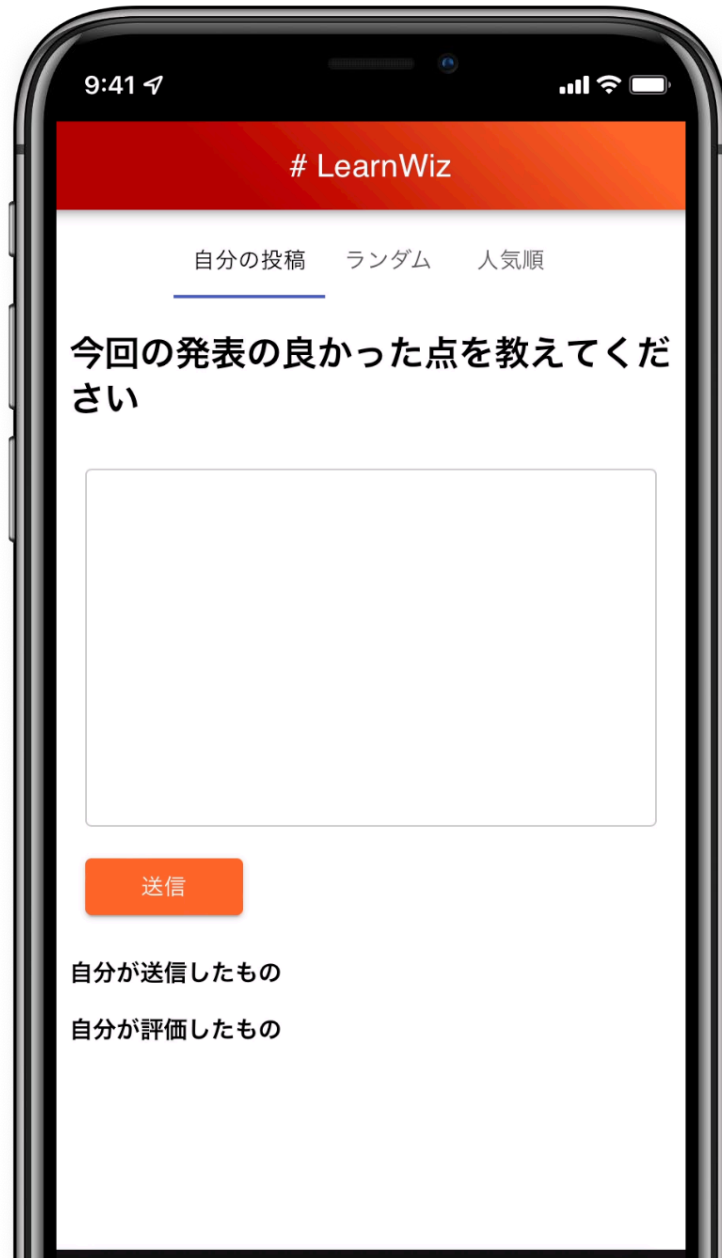 9:41
# LearnWiz
自分の投稿 ランダム 人気順
今回の発表の良かった点を教えてくだ
さい
送信
自分が送信したもの
自分が評価したもの